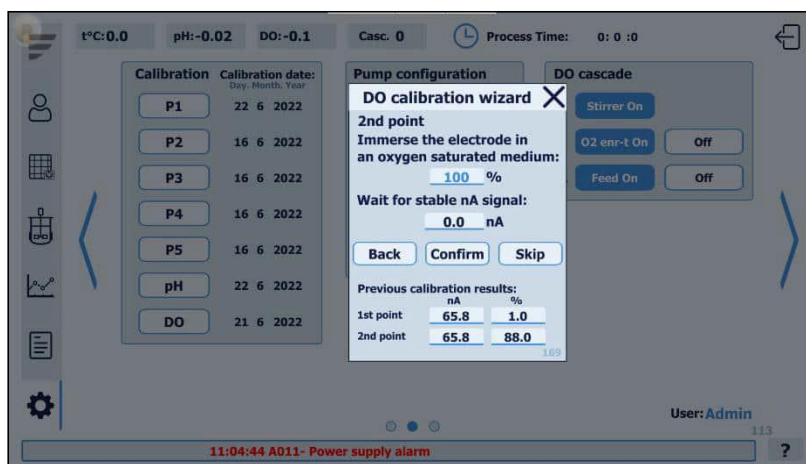 t°C:0.0 pH:-0.02 DO:-0.1 Casc. 0 Process Time: 0: 0 :0
Calibration Calibration date:
Day. Month. Year
P1 22 6 2022
P2 16 6 2022
P3 16 6 2022
P4 16 6 2022
P5 16 6 2022
pH 22 6 2022
DO 21 6 2022
Pump configuration
DO calibration wizard
2nd point
Immerse the electrode in
an oxygen saturated medium:
100 %
Wait for stable nA signal:
0.0 nA
Back Confirm Skip
Previous calibration results:
nA %
1st point 65.8 1.0
2nd point 65.8 88.0
169
DO cascade
Stirrer On
O2 enr-t On Off
Feed On Off
User: Admin
113
11:04:44 A011- Power supply alarm ?